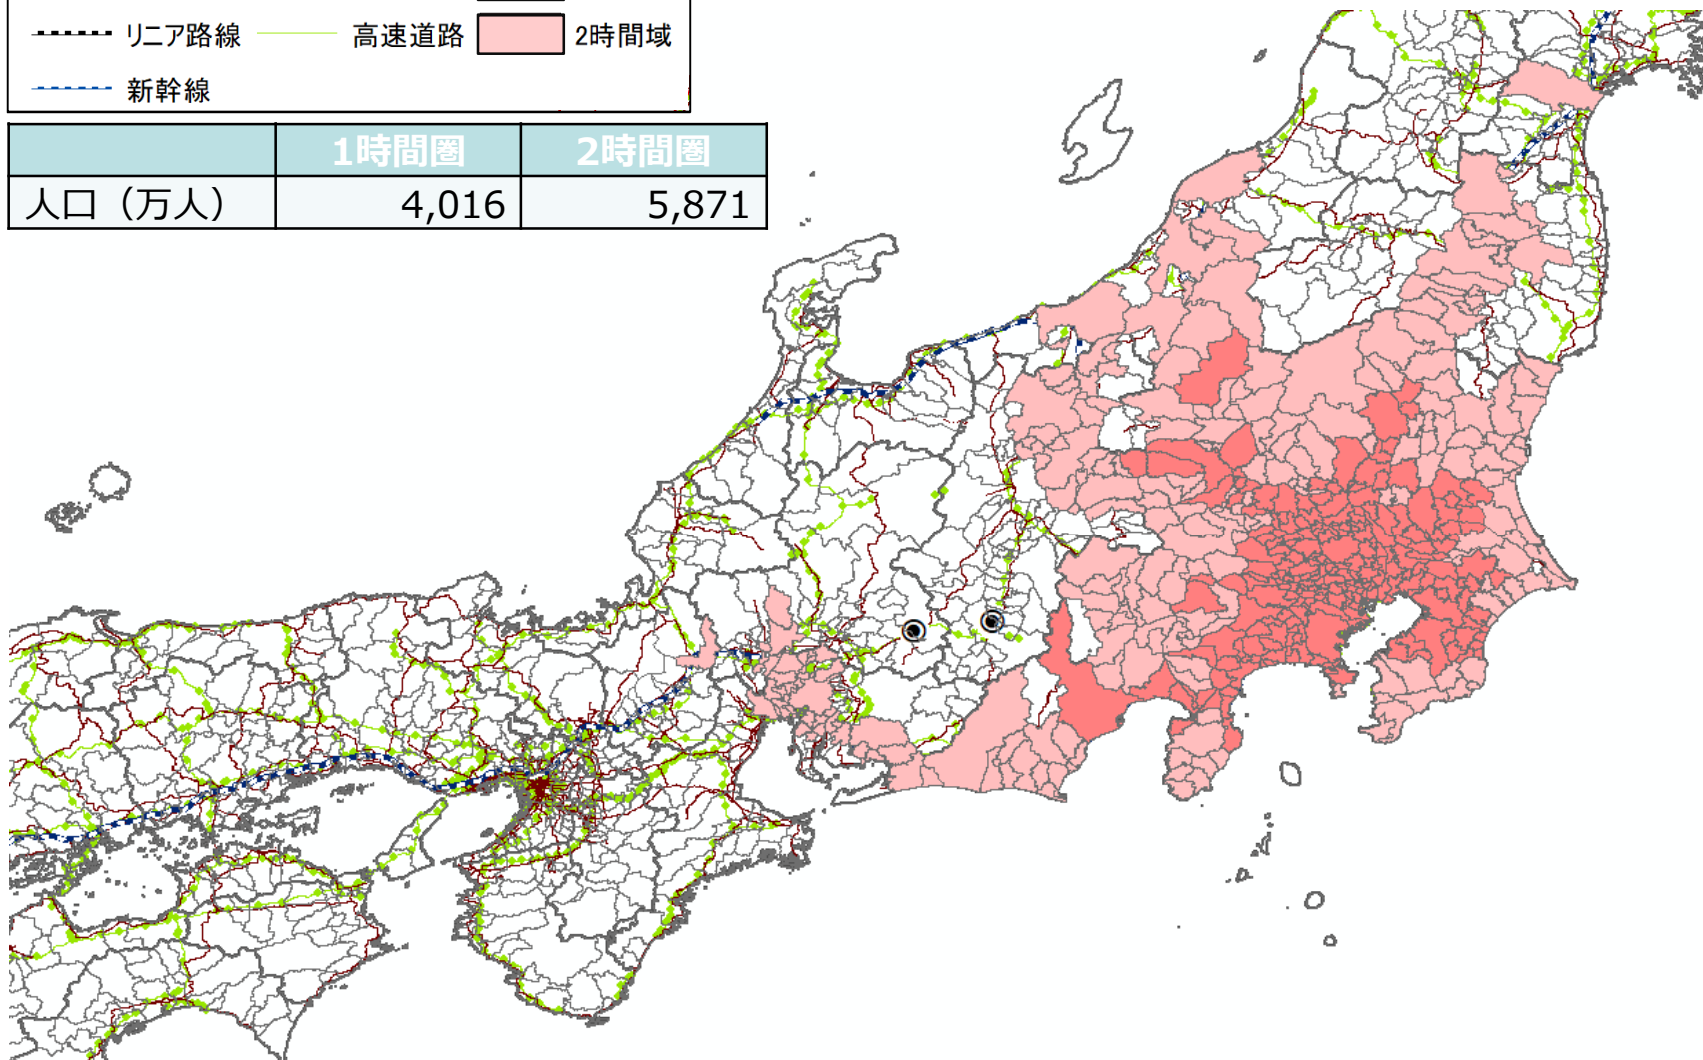 リニア路線 高速道路 2時間域
新幹線
1時間圏 2時間圏
人口（万人） 4,016 5,871